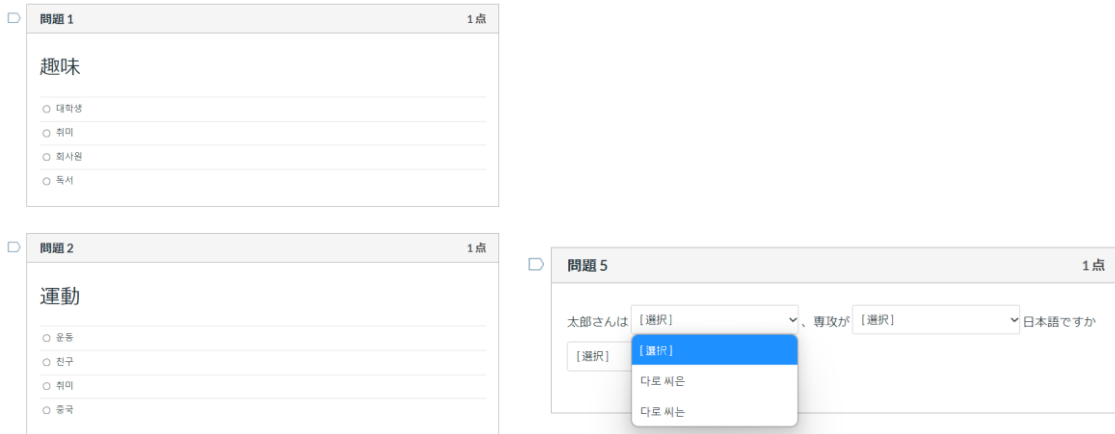 問題 1 1 点
趣味
대학생
취미
회사원
독서
問題 2 1 点
運動
운동
친구
취미
중국
問題 5 1 点
太郎さんは [ 選択 ] 、専攻が [ 選択 ] 日本語ですか
[ 選択 ]
[ 選択 ]
다로 씨은
다로 씨는